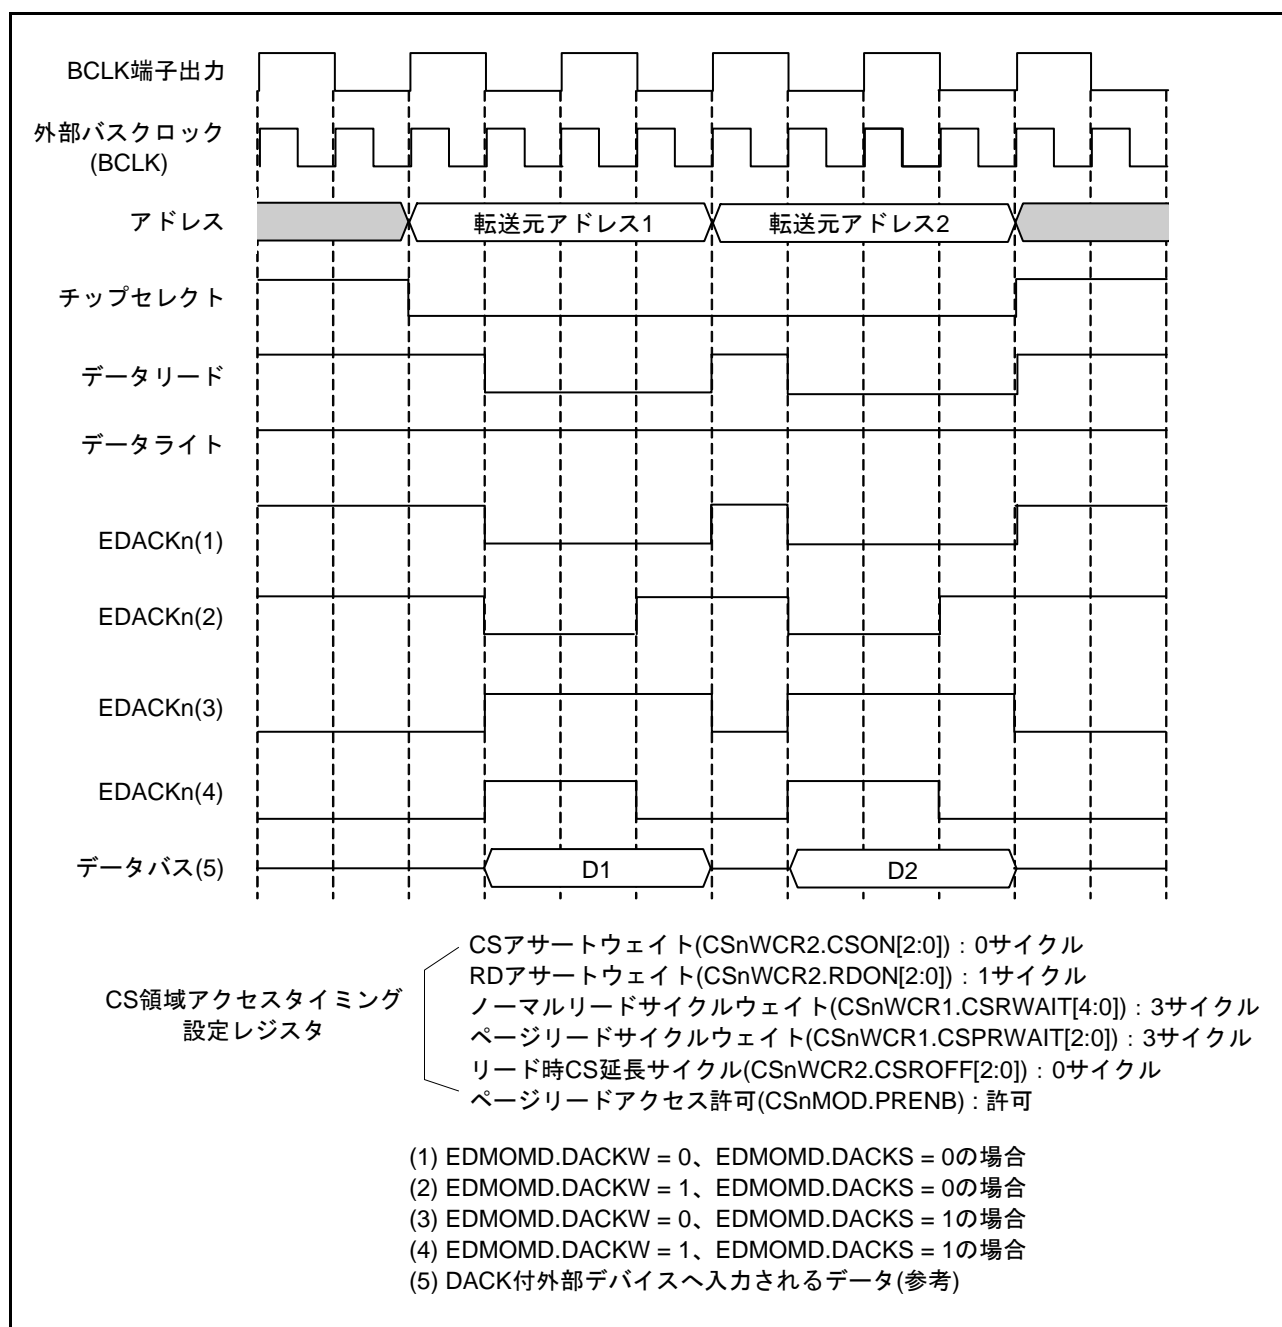 BCLK端子出力
外部バスクロック
(BCLK)
アドレス
転送元アドレス1
転送元アドレス2
チップセレクト
データリード
データライト
EDACKn(1)
EDACKn(2)
EDACKn(3)
EDACKn(4)
データバス(5)
D1
D2
CS領域アクセスタイミング
設定レジスタ
CSアサートウェイト(CSnWCR2.CSON[2:0])：0サイクル
RDアサートウェイト(CSnWCR2.RDON[2:0])：1サイクル
ノーマルリードサイクルウェイト(CSnWCR1.CSRWAIT[4:0])：3サイクル
ページリードサイクルウェイト(CSnWCR1.CSPRWAIT[2:0])：3サイクル
リード時CS延長サイクル(CSnWCR2.CSROFF[2:0])：0サイクル
ページリードアクセス許可(CSnMOD.PRENB)：許可
(1) EDMOMD.DACKW = 0、EDMOMD.DACKS = 0の場合
(2) EDMOMD.DACKW = 1、EDMOMD.DACKS = 0の場合
(3) EDMOMD.DACKW = 0、EDMOMD.DACKS = 1の場合
(4) EDMOMD.DACKW = 1、EDMOMD.DACKS = 1の場合
(5) DACK付外部デバイスへ入力されるデータ(参考)